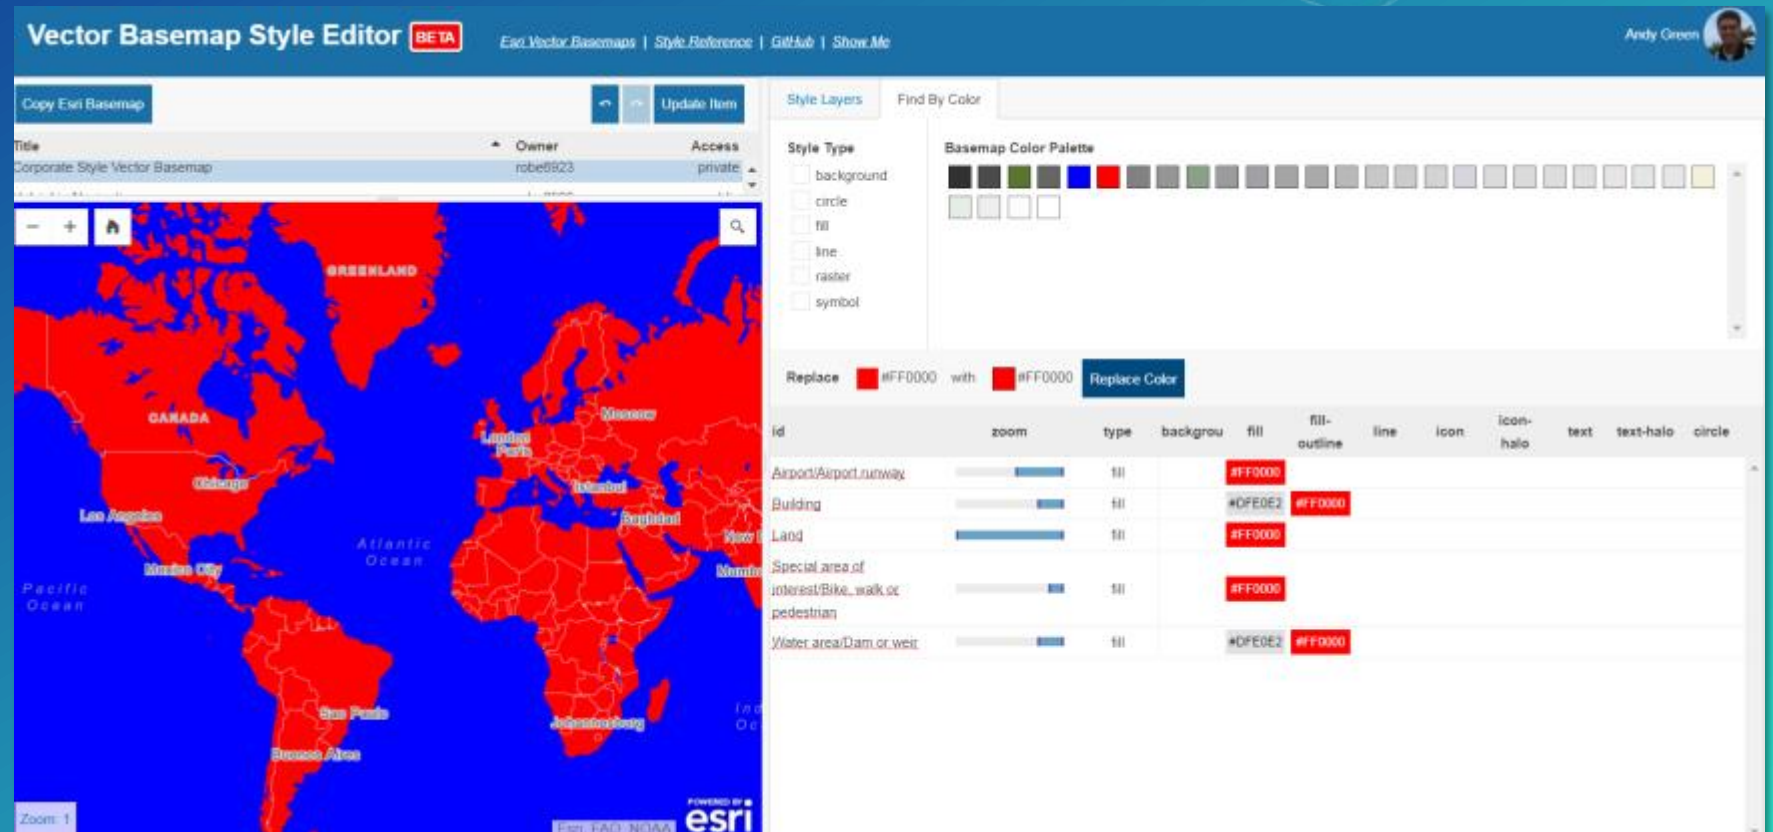 Vector Basemap Style Editor BETA
Esri Vector Basemaps | Style Reference | GitHub | Show Me
Andy Green
Copy Esri Basemap
Update Item
Title Owner Access
Corporate Style Vector Basemap robe6923 private
GREENLAND
CANADA
Moscow
London
Paris
Chicago
Istanbul
Los Angeles
Baghdad
New
Atlantic
Ocean
Mexico City
Mumba
Pacific
Ocean
Sao Paulo
Ind
Oc
Johannesburg
Buenos Aires
Zoom: 1
Esri, FAO, NOAA
POWERED BY
esri
Style Layers Find By Color
Style Type
background
circle
fill
line
raster
symbol
Basemap Color Palette
Replace #FF0000 with #FF0000 Replace Color
id zoom type backgrou fill fill-outline line icon icon-halo text text-halo circle
Airport/Airport runway fill #FF0000
Building fill #DFE0E2 #FF0000
Land fill #FF0000
Special area of
interest/Bike, walk or
pedestrian fill #FF0000
Water area/Dam or weir fill #DFE0E2 #FF0000